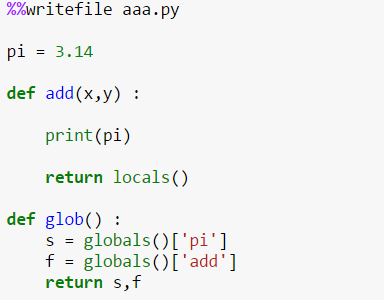 %%writefile aaa.py
pi = 3.14
def add(x,y) :
    print(pi)
    return locals()
def glob() :
    s = globals()['pi']
    f = globals()['add']
    return s,f